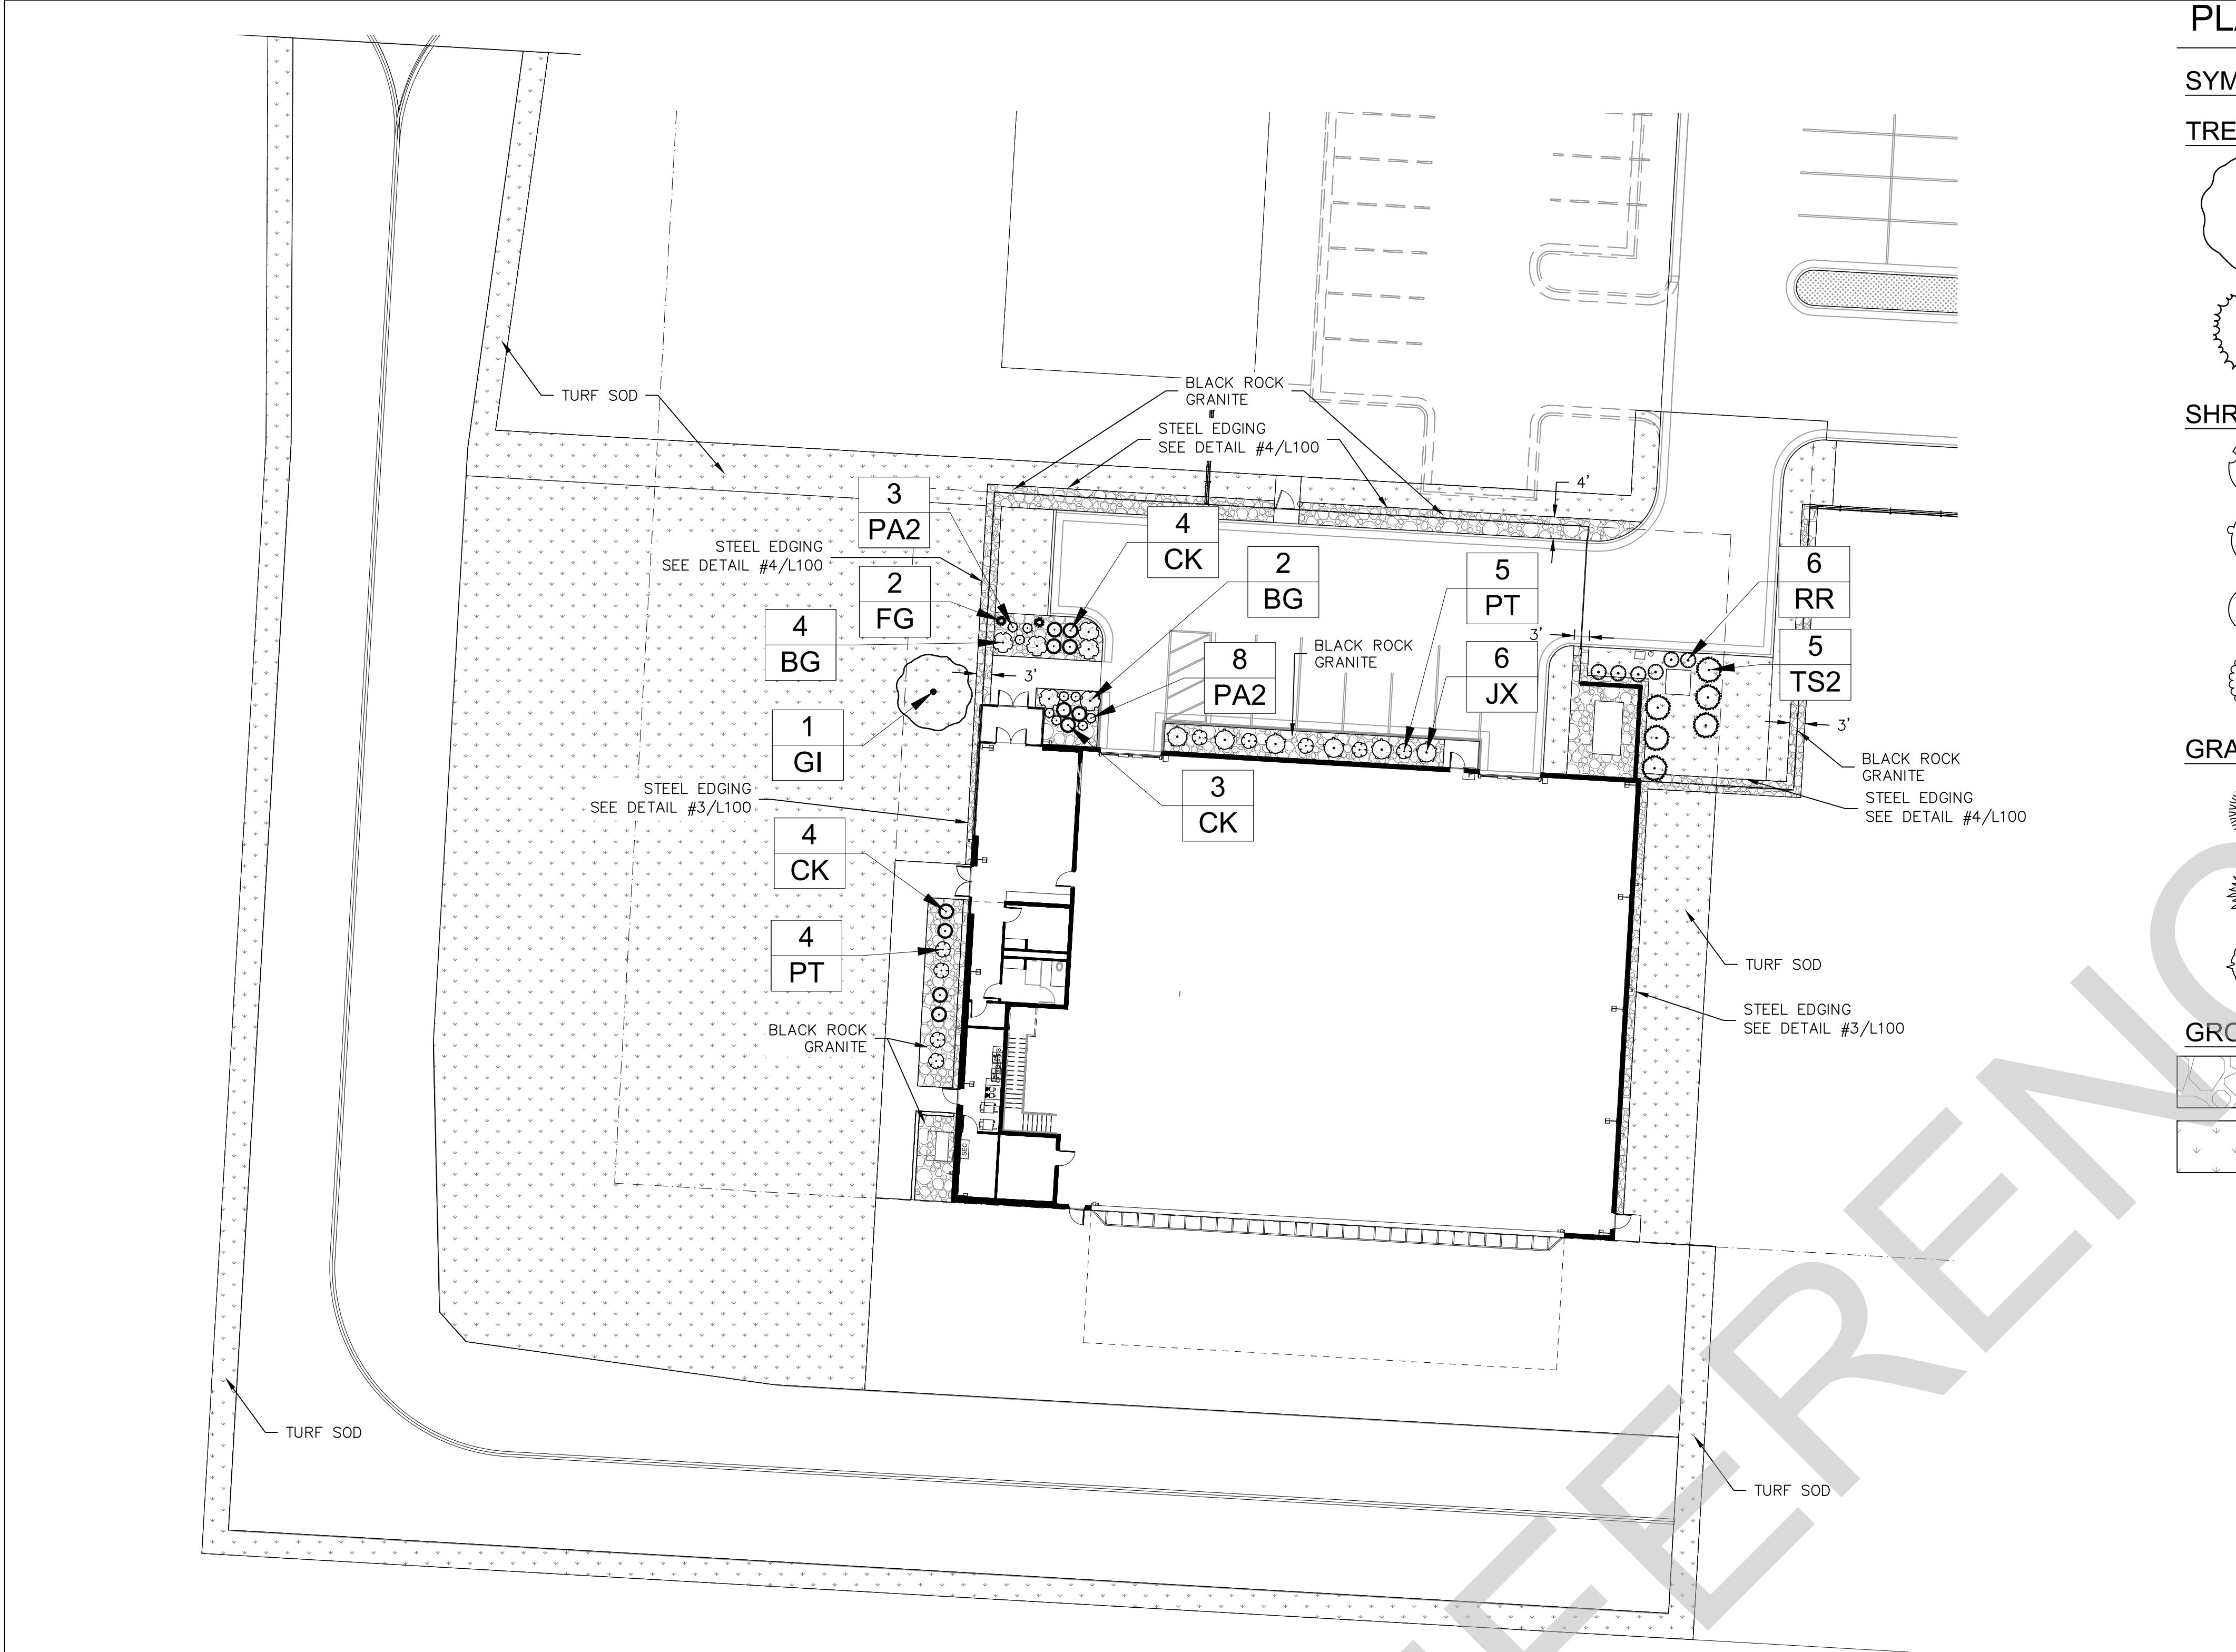 PLA
SYM
TRE
SHR
GRA
GRO
TURF SOD
BLACK ROCK
GRANITE
STEEL EDGING
SEE DETAIL #4/L100
4'
3
PA2
4
CK
STEEL EDGING
SEE DETAIL #4/L100
2
FG
2
BG
5
PT
6
RR
4
BG
3'
BLACK ROCK
GRANITE
8
PA2
6
JX
5
TS2
3'
1
GI
3'
BLACK ROCK
GRANITE
STEEL EDGING
SEE DETAIL #4/L100
STEEL EDGING
SEE DETAIL #3/L100
3
CK
4
CK
4
PT
TURF SOD
STEEL EDGING
SEE DETAIL #3/L100
BLACK ROCK
GRANITE
SEC
TURF SOD
TURF SOD
EERENC